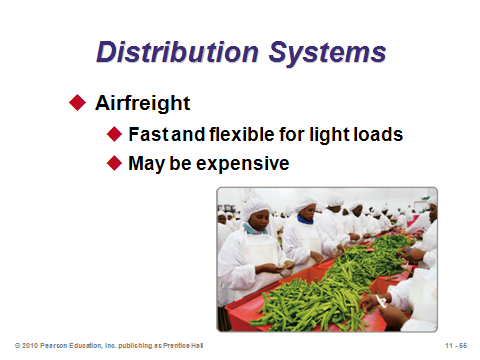 Distribution Systems
Airfreight
Fast and flexible for light loads
May be expensive
© 2010 Pearson Education, Inc. publishing as Prentice Hall
11 - 55